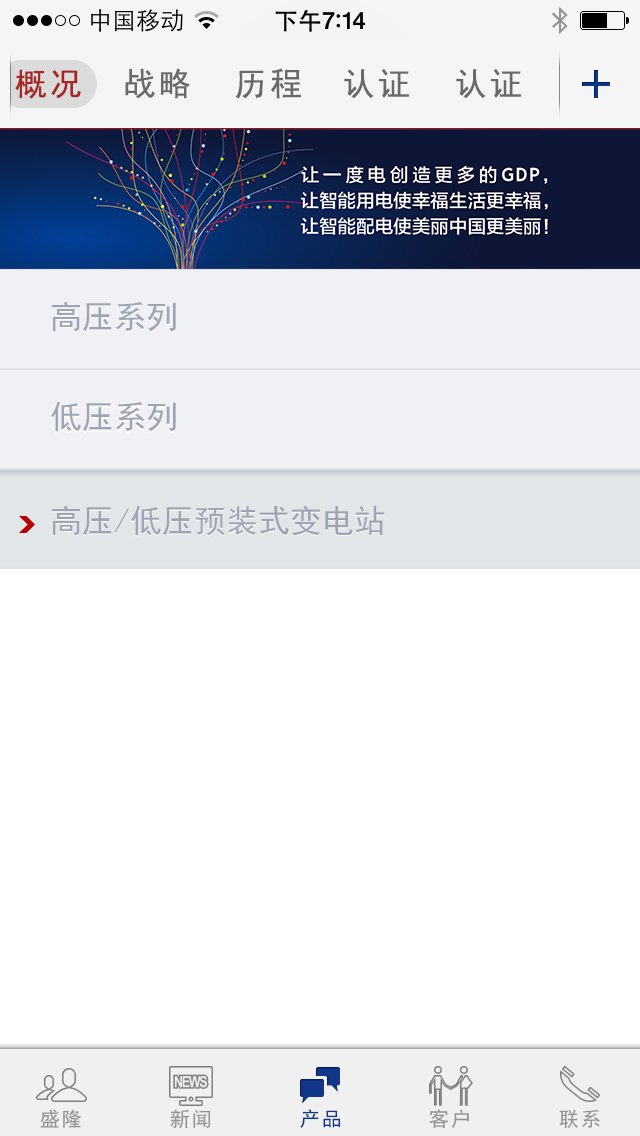 中国移动 下午7:14
概况 战略 历程 认证 认证
让一度电创造更多的GDP,
让智能用电使幸福生活更幸福,
让智能配电使美丽中国更美丽!
高压系列
低压系列
高压/低压预装式变电站
NEWS
盛隆 新闻 产品 客户 联系